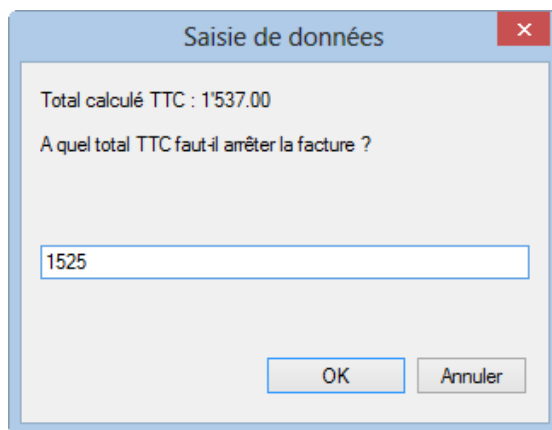 Saisie de données
Total calculé TTC : 1'537.00
A quel total TTC faut-il arrêter la facture ?
1525
OK
Annuler